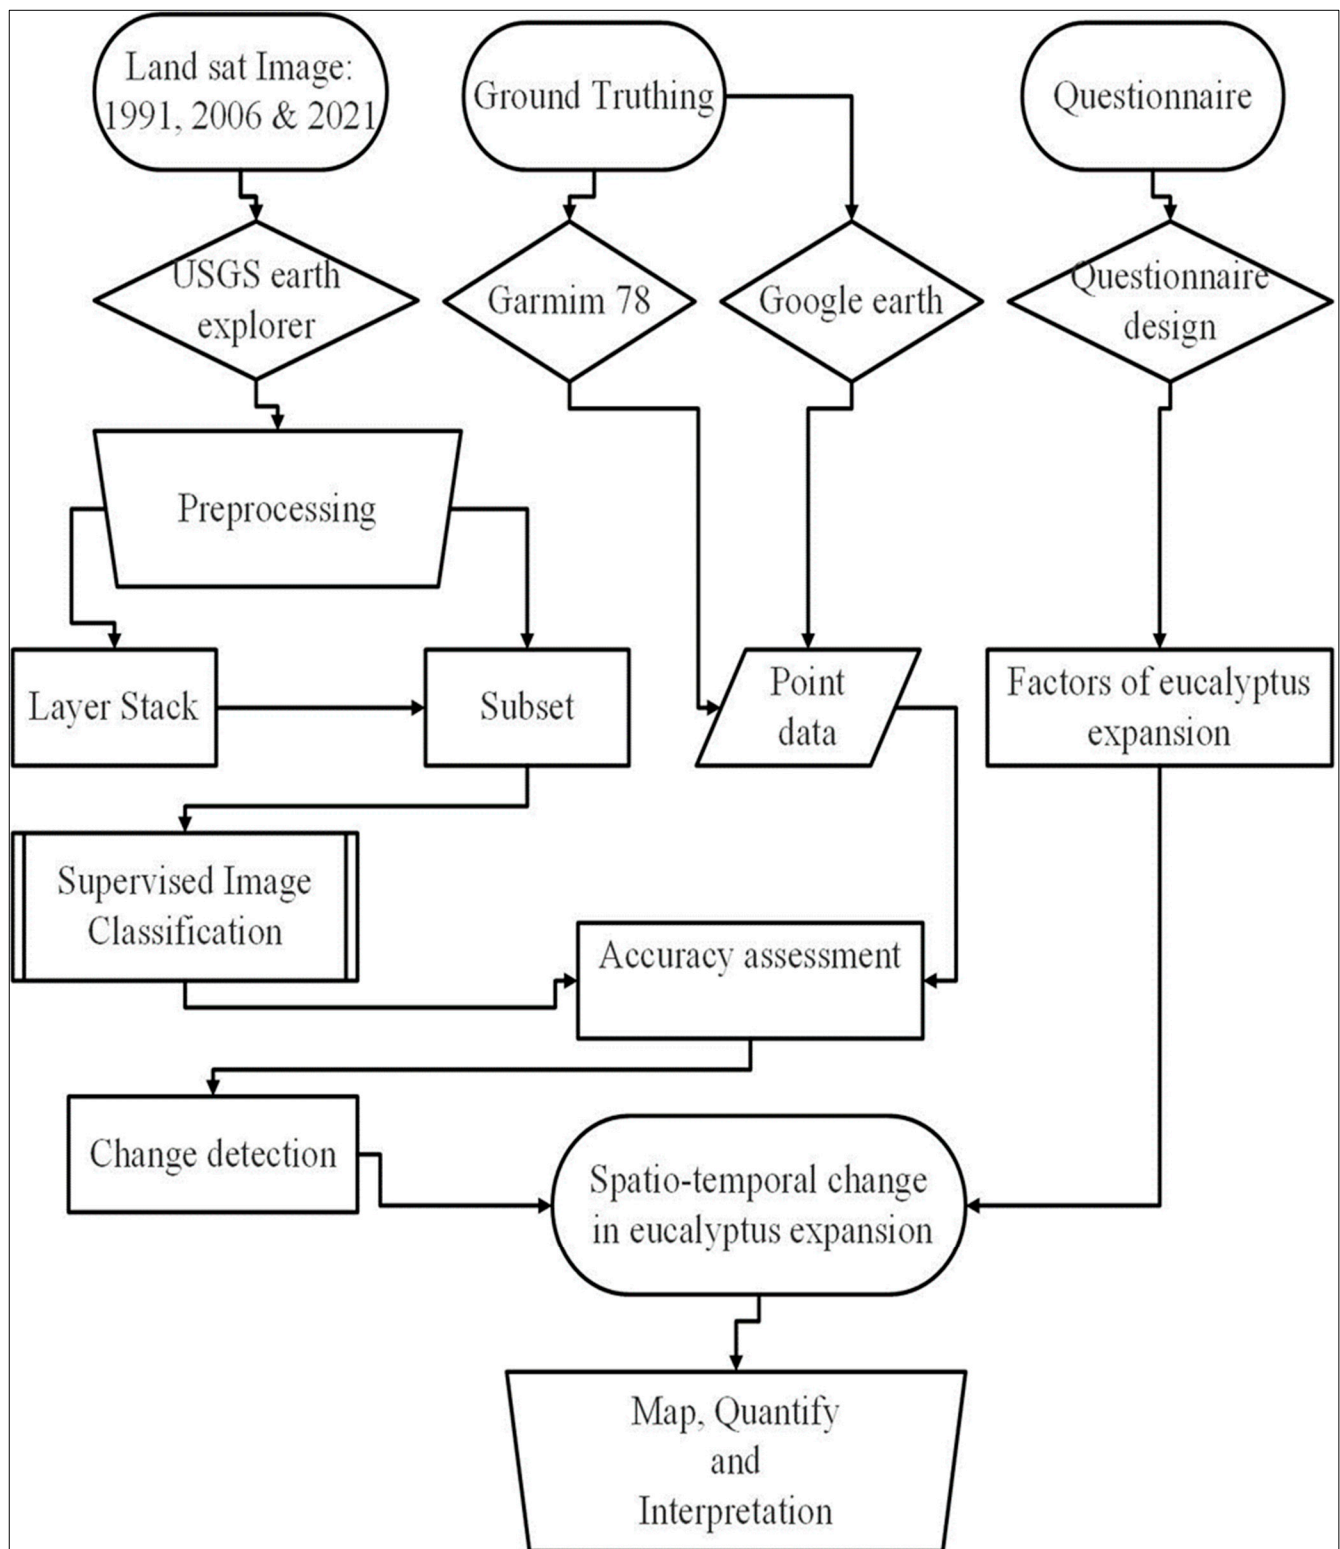 Land sat Image:
1991, 2006 & 2021
Ground Truthing
Questionnaire
USGS earth
explorer
Garmim 78
Google earth
Questionnaire
design
Preprocessing
Layer Stack
Subset
Point
data
Factors of eucalyptus
expansion
Supervised Image
Classification
Accuracy assessment
Change detection
Spatio-temporal change
in eucalyptus expansion
Map, Quantify
and
Interpretation